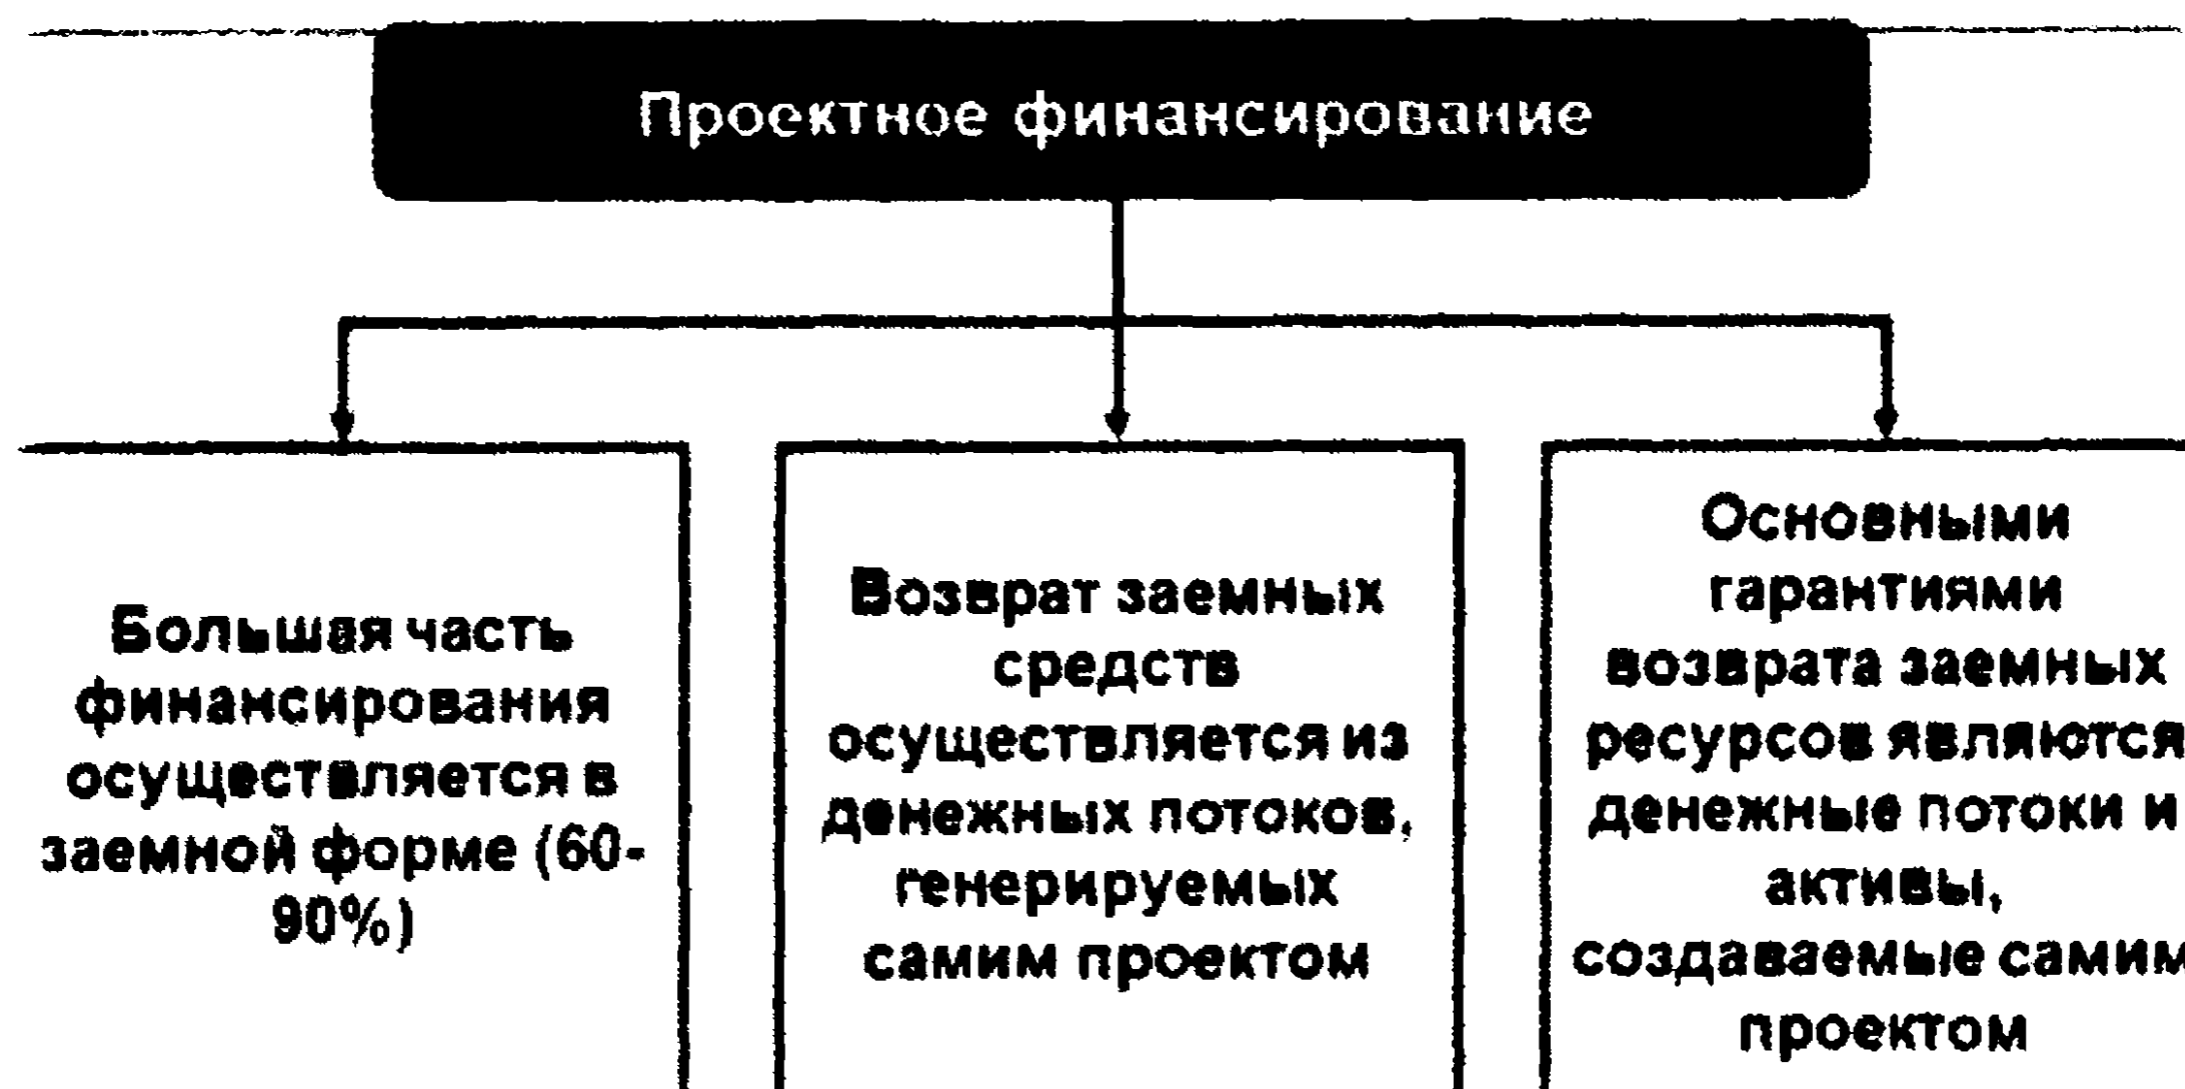 Проектное финансирование
Большая часть
финансирования
осуществляется в
заемной форме (60-
90%)
Возврат заемных
средств
осуществляется из
денежных потоков,
генерируемых
самим проектом
Основными
гарантиями
возврата заемных
ресурсов являются
денежные потоки и
активы,
создаваемые самим
проектом